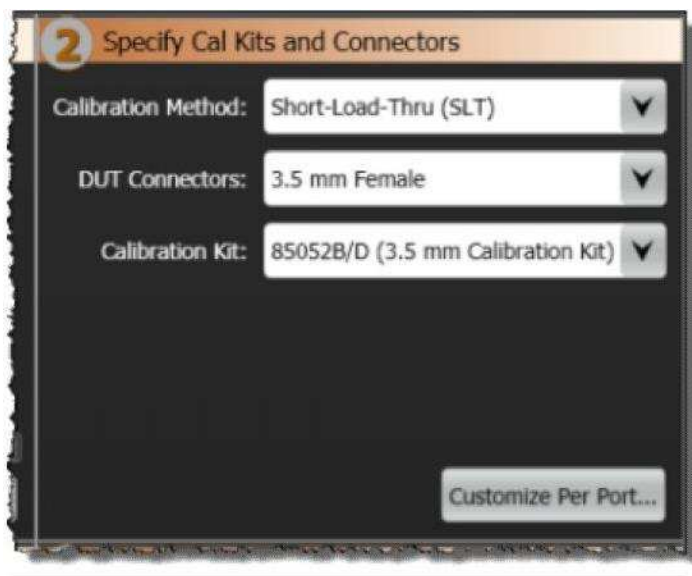 2 Specify Cal Kits and Connectors
Calibration Method: Short-Load-Thru (SLT)
DUT Connectors: 3.5 mm Female
Calibration Kit: 85052B/D (3.5 mm Calibration Kit)
Customize Per Port...